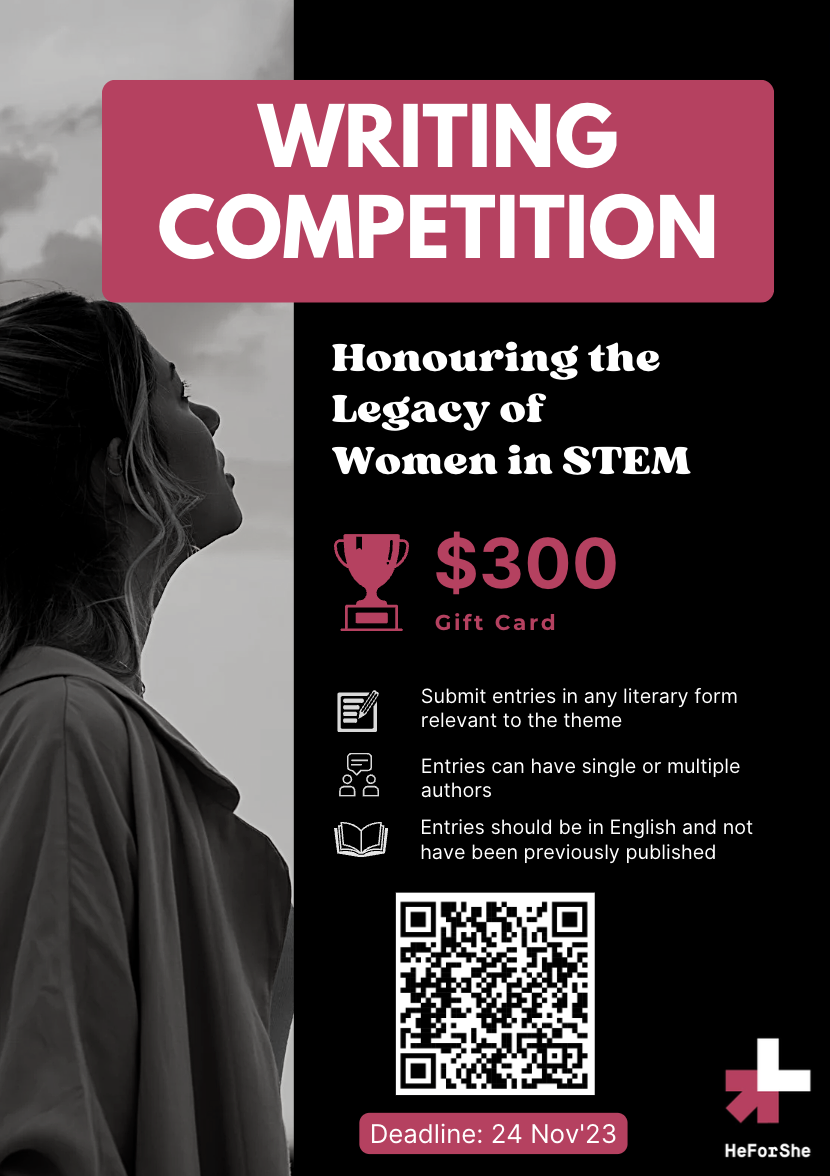 WRITING
COMPETITION
Honouring the
Legacy of
Women in STEM
$300
Gift Card
Submit entries in any literary form
relevant to the theme
Entries can have single or multiple
authors
Entries should be in English and not
have been previously published
Deadline: 24 Nov'23
HeForShe